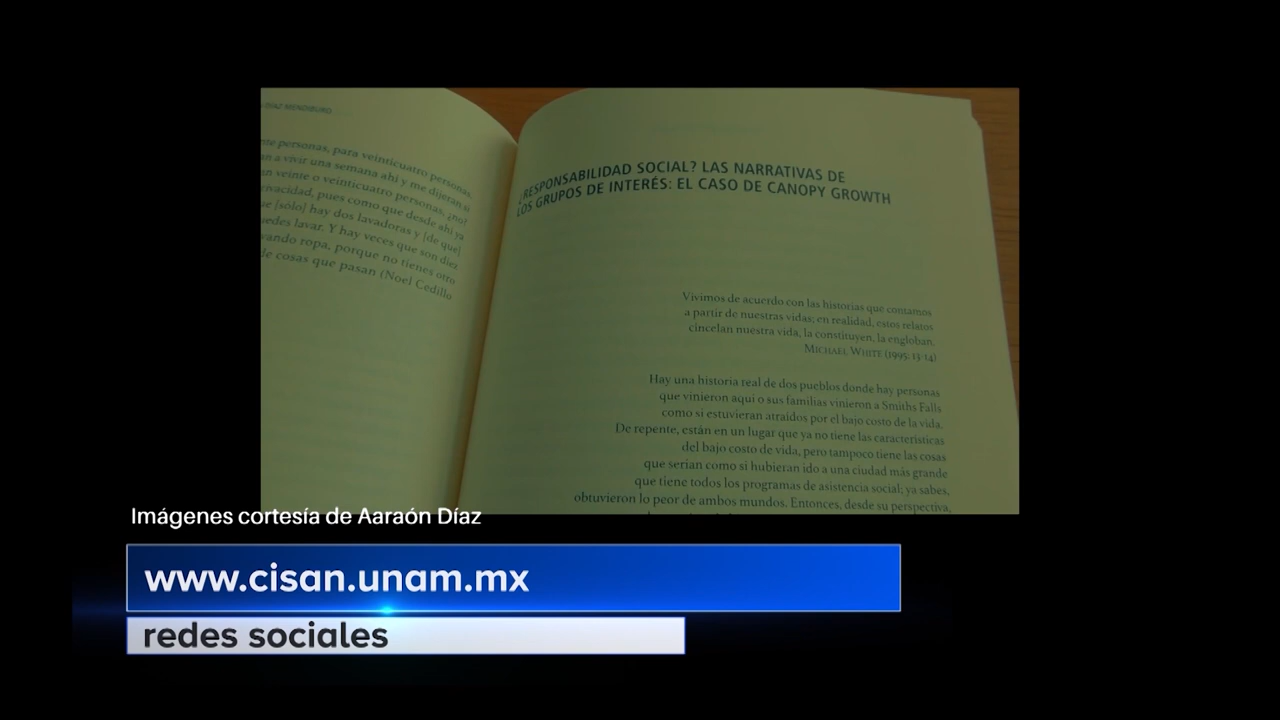 DÍAZ MENDIBURO
personas, para veinticuatro personas.
a vivir una semana ahí y me dijeran o
veinte o veinticuatro personas, ¿no?
pues como que desde ahí ya
[sólo] hay dos lavadoras y [de que]
lavar. Y hay veces que son diez
ropa, porque no tienes otro
de cosas que pasan (Noel Cedillo
¿RESPONSABILIDAD SOCIAL? LAS NARRATIVAS DE
LOS GRUPOS DE INTERÉS: EL CASO DE CANOPY GROWTH
Vivimos de acuerdo con las historias que contamos
a partir de nuestras vidas; en realidad, estos relatos
cincelan nuestra vida, la constituyen, la engloban.
MICHAEL WHITE (1995: 13-14)
Hay una historia real de dos pueblos donde hay personas
que vinieron aquí o sus familias vinieron a Smiths Falls
como si estuvieran atraídos por el bajo costo de la vida.
De repente, están en un lugar que ya no tiene las características
del bajo costo de vida, pero tampoco tiene las cosas
que serían como si hubieran ido a una ciudad más grande
que tiene todos los programas de asistencia social; ya sabes,
obtuvieron lo peor de ambos mundos. Entonces, desde su perspectiva,
Imágenes cortesía de Aaraón Díaz
www.cisan.unam.mx
redes sociales